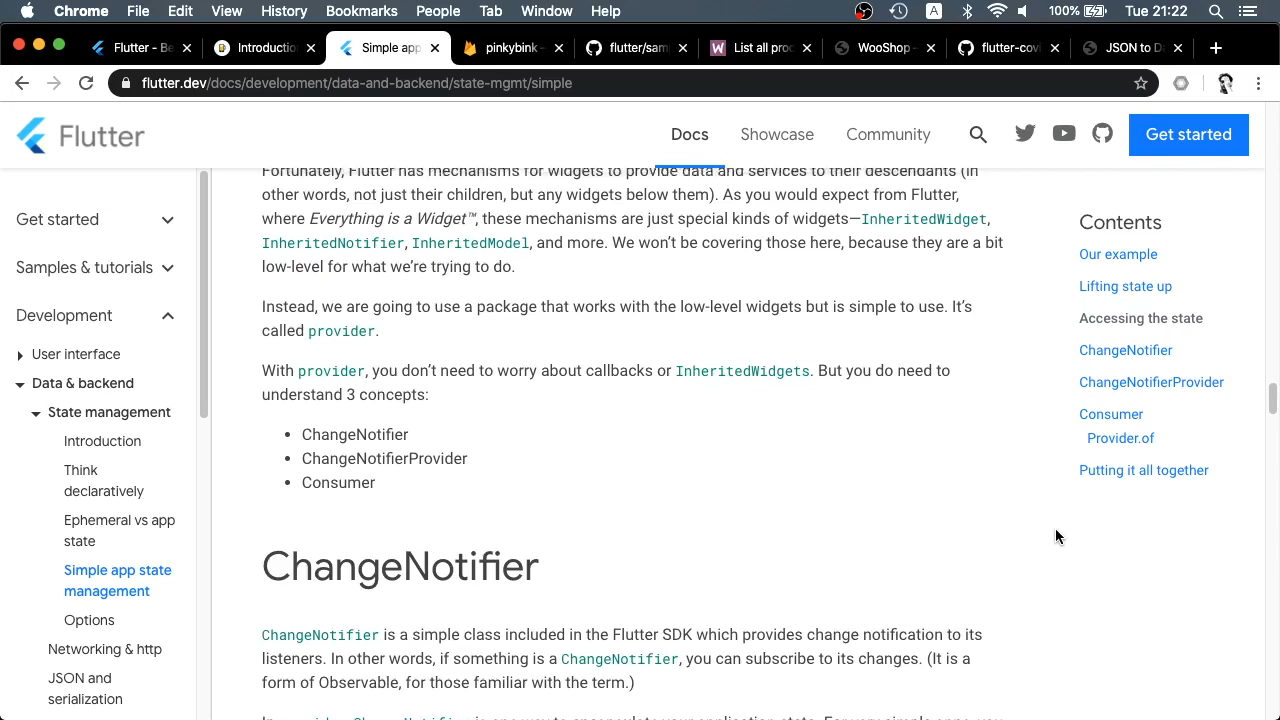 Chrome File Edit View History Bookmarks People Tab Window Help A 100% Tue 21:22
Flutter - Be Introductio Simple app pinkybink - flutter/sam List all pro WooShop - flutter-covi JSON to Da
flutter.dev/docs/development/data-and-backend/state-mgmt/simple
Flutter Docs Showcase Community Get started
Get started
Samples & tutorials
Development
User interface
Data & backend
State management
Introduction
Think
declaratively
Ephemeral vs app
state
Simple app state
management
Options
Networking & http
JSON and
serialization
Fortunately, Flutter has mechanisms for widgets to provide data and services to their descendants (in
other words, not just their children, but any widgets below them). As you would expect from Flutter,
where Everything is a Widget™, these mechanisms are just special kinds of widgets—InheritedWidget,
InheritedNotifier, InheritedModel, and more. We won’t be covering those here, because they are a bit
low-level for what we’re trying to do.
Instead, we are going to use a package that works with the low-level widgets but is simple to use. It’s
called provider.
With provider, you don’t need to worry about callbacks or InheritedWidgets. But you do need to
understand 3 concepts:
• ChangeNotifier
• ChangeNotifierProvider
• Consumer
ChangeNotifier
ChangeNotifier is a simple class included in the Flutter SDK which provides change notification to its
listeners. In other words, if something is a ChangeNotifier, you can subscribe to its changes. (It is a
form of Observable, for those familiar with the term.)
Contents
Our example
Lifting state up
Accessing the state
ChangeNotifier
ChangeNotifierProvider
Consumer
Provider.of
Putting it all together